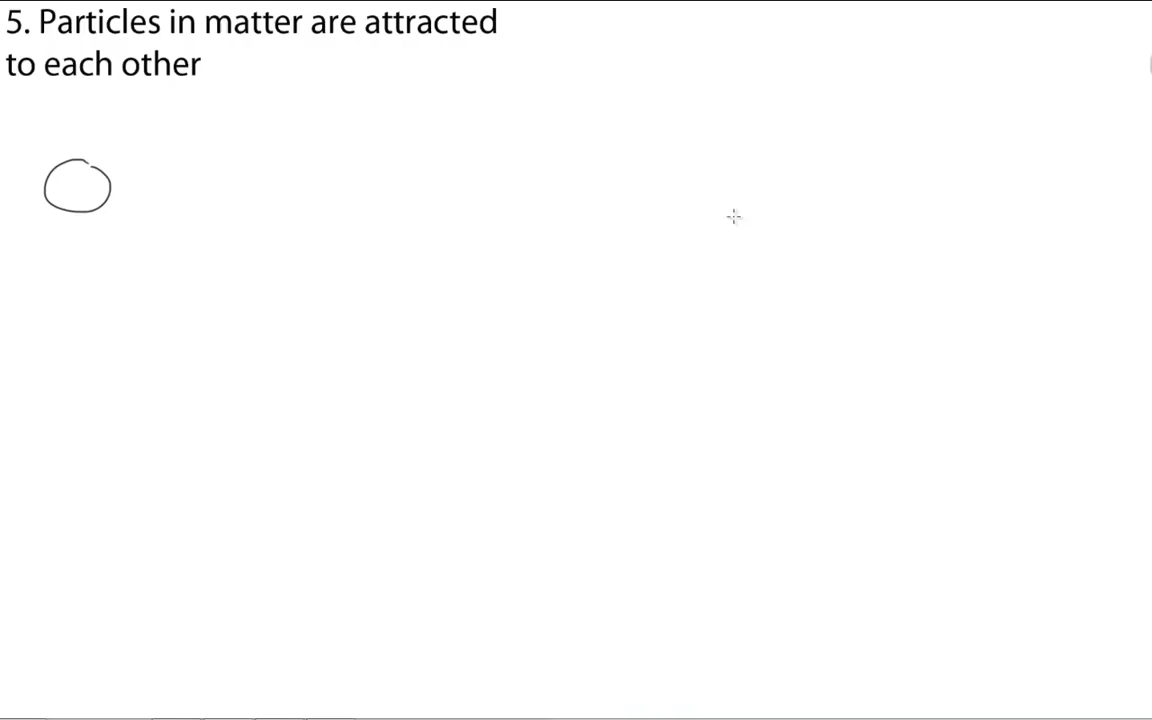 5. Particles in matter are attracted
to each other